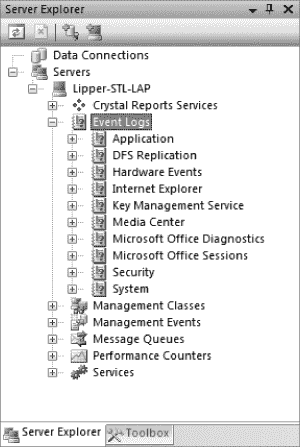 Server Explorer
Data Connections
Servers
Lipper-STL-LAP
Crystal Reports Services
Event Logs
Application
DFS Replication
Hardware Events
Internet Explorer
Key Management Service
Media Center
Microsoft Office Diagnostics
Microsoft Office Sessions
Security
System
Management Classes
Management Events
Message Queues
Performance Counters
Services
Server Explorer Toolbox